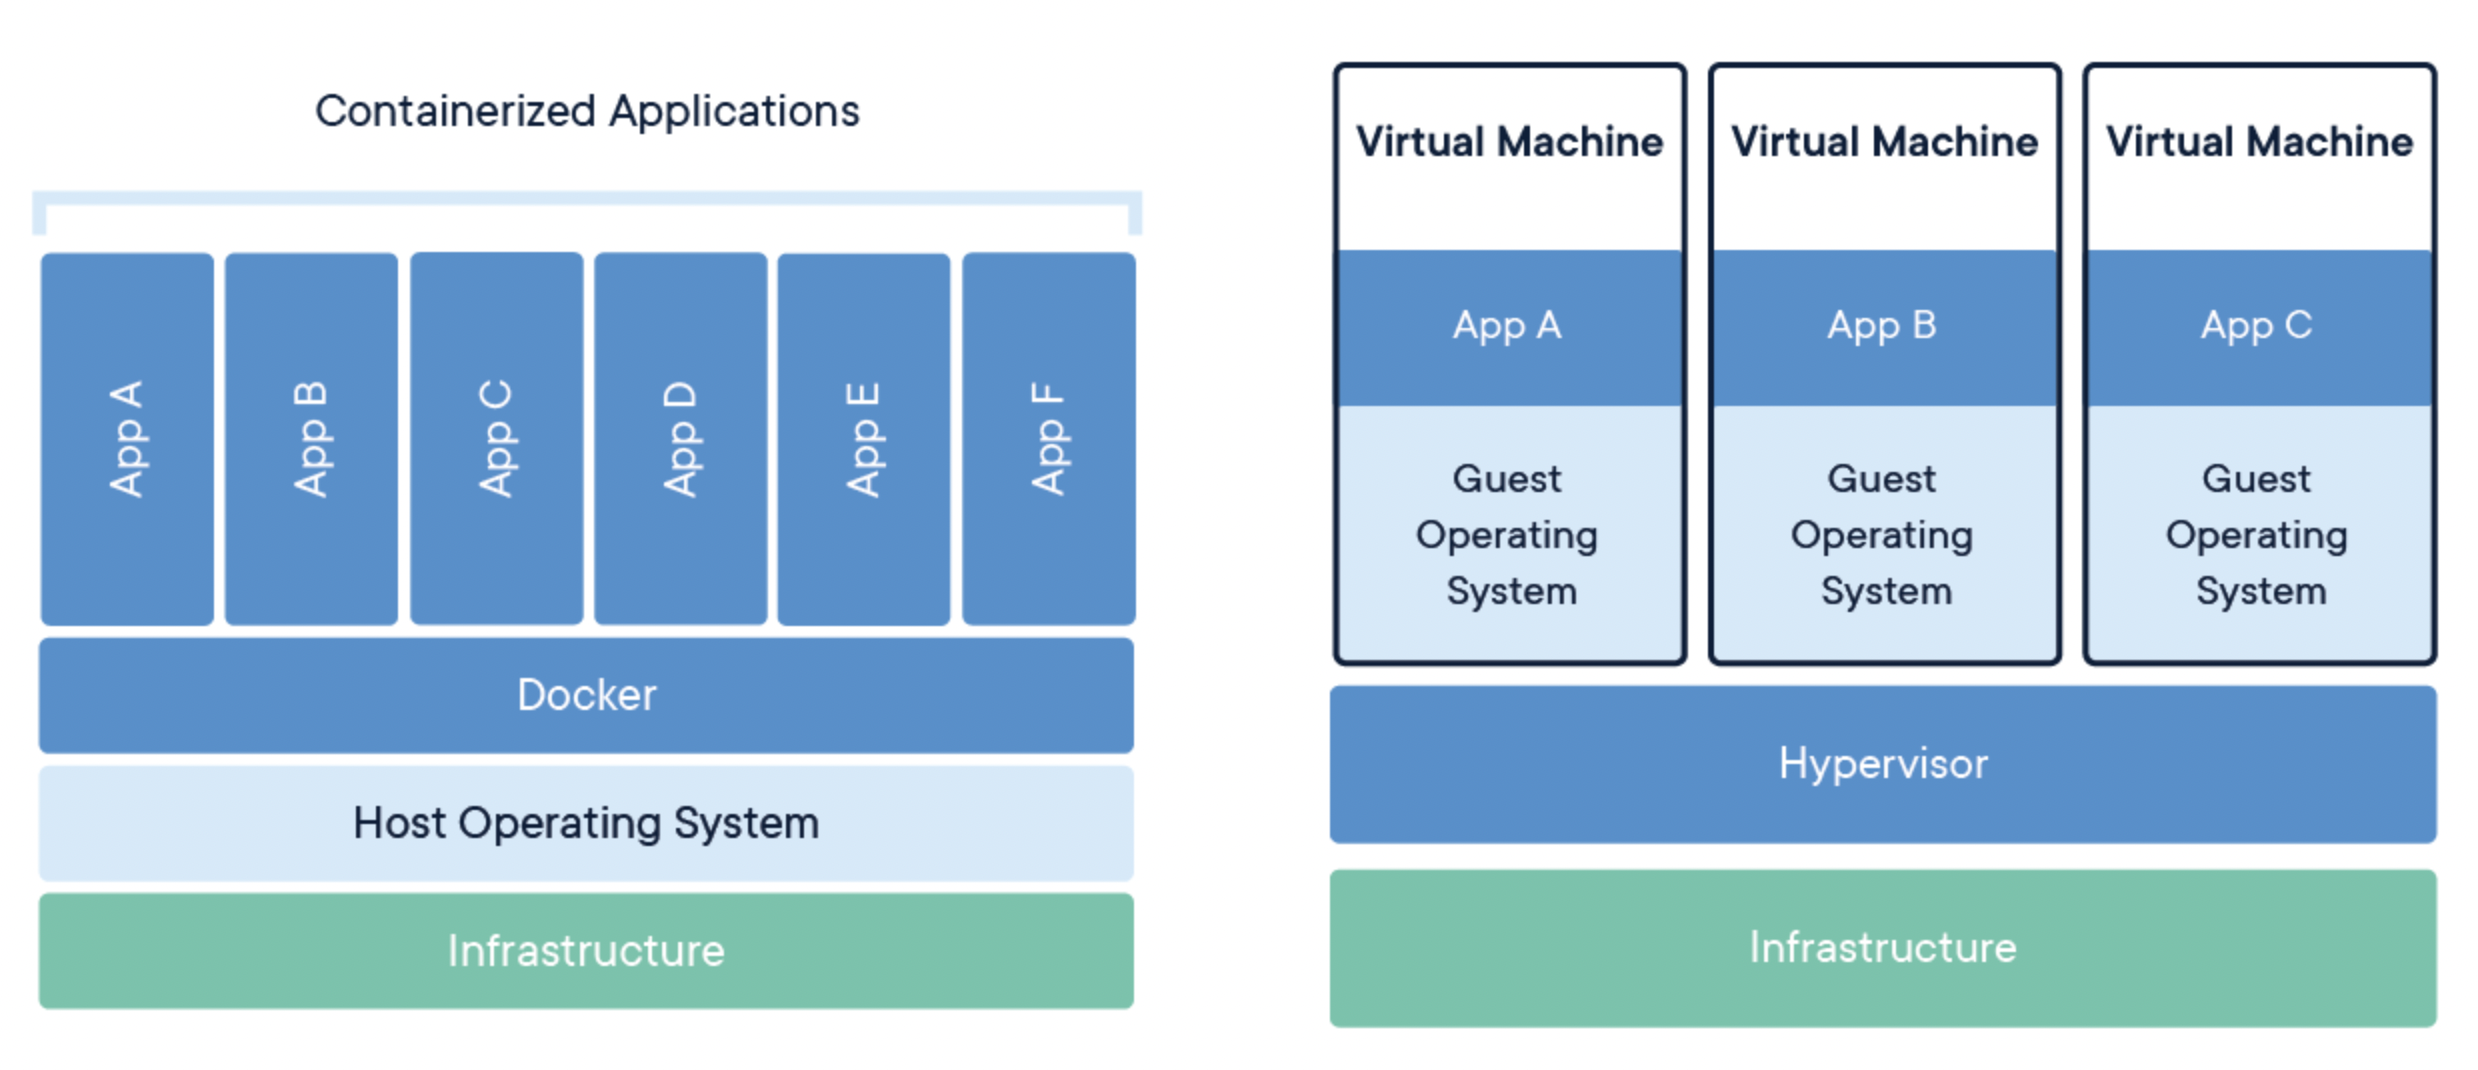 Containerized Applications
App A
App B
App C
App D
App E
App F
Docker
Host Operating System
Infrastructure
Virtual Machine
App A
Guest
Operating
System
Virtual Machine
App B
Guest
Operating
System
Virtual Machine
App C
Guest
Operating
System
Hypervisor
Infrastructure